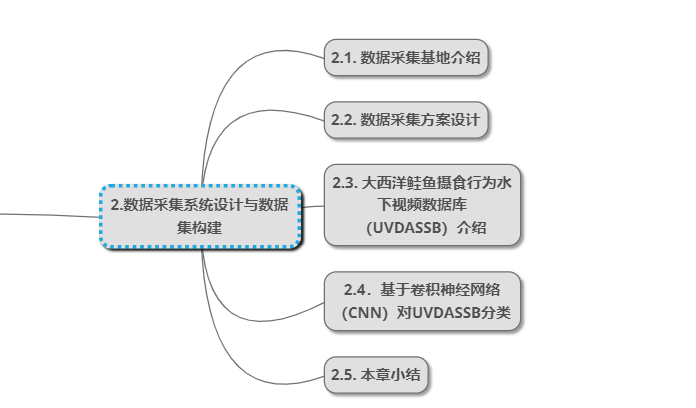 2.1. 数据采集基地介绍
2.2. 数据采集方案设计
2.数据采集系统设计与数据
集构建
2.3. 大西洋鲑鱼摄食行为水
下视频数据库
（UVDASSB）介绍
2.4．基于卷积神经网络
（CNN）对UVDASSB分类
2.5. 本章小结